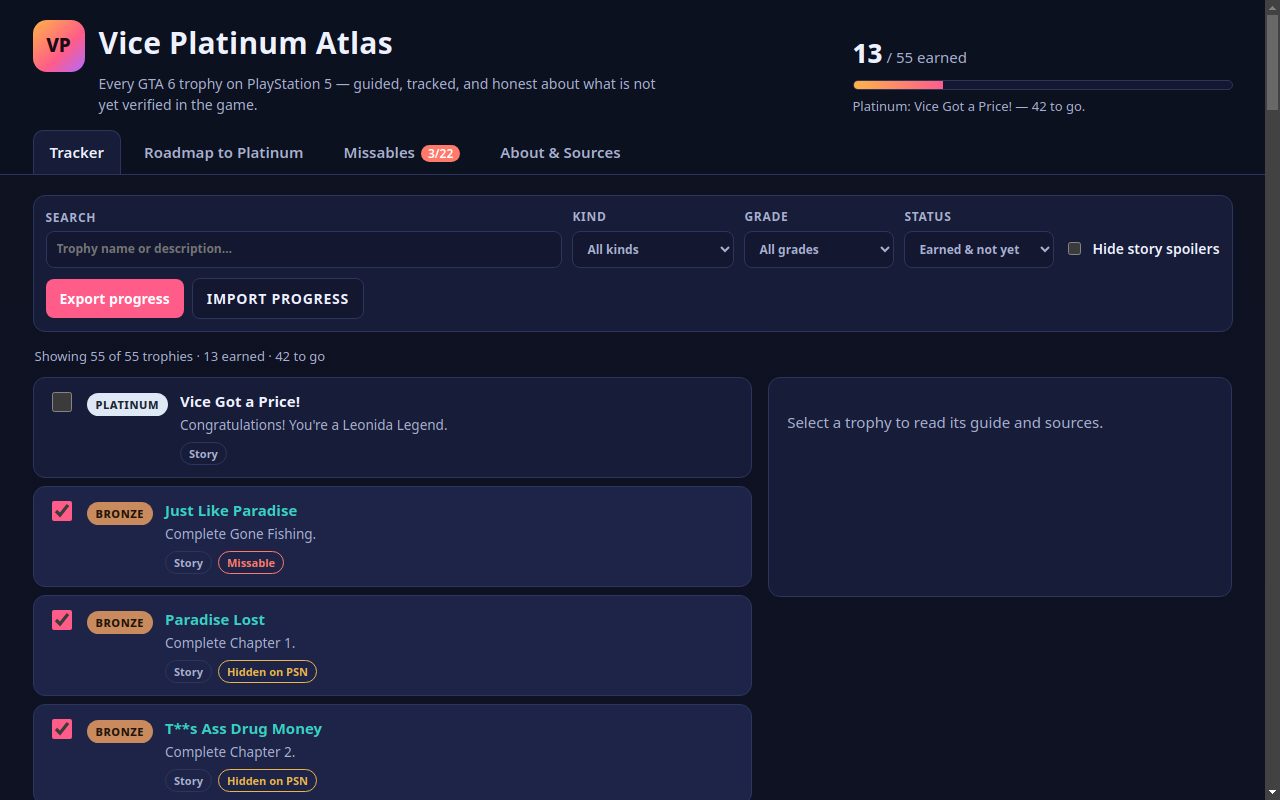 VP
Vice Platinum Atlas
Every GTA 6 trophy on PlayStation 5 — guided, tracked, and honest about what is not
yet verified in the game.
13 / 55 earned
Platinum: Vice Got a Price! — 42 to go.
Tracker
Roadmap to Platinum
Missables 3/22
About & Sources
SEARCH
KIND
GRADE
STATUS
Trophy name or description...
All kinds
All grades
Earned & not yet
Hide story spoilers
Export progress
IMPORT PROGRESS
Showing 55 of 55 trophies · 13 earned · 42 to go
PLATINUM
Vice Got a Price!
Congratulations! You're a Leonida Legend.
Story
Select a trophy to read its guide and sources.
BRONZE
Just Like Paradise
Complete Gone Fishing.
Story
Missable
BRONZE
Paradise Lost
Complete Chapter 1.
Story
Hidden on PSN
BRONZE
T**s Ass Drug Money
Complete Chapter 2.
Story
Hidden on PSN